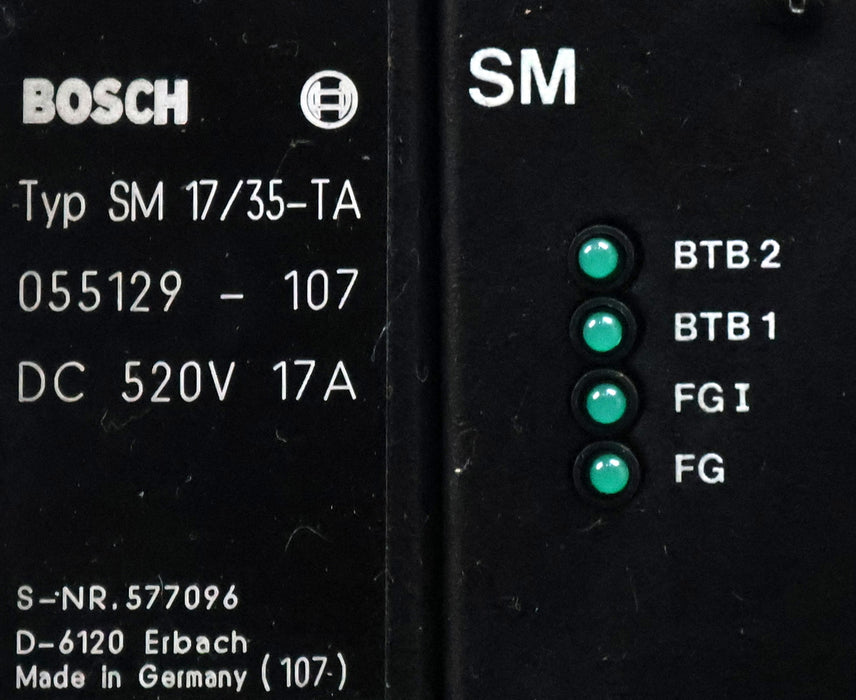 BOSCH
Typ SM 17/35-TA
055129 - 107
DC 520V 17A
S-NR.577096
D-6120 Erbach
Made in Germany (107)
SM
BTB 2
BTB 1
FG I
FG